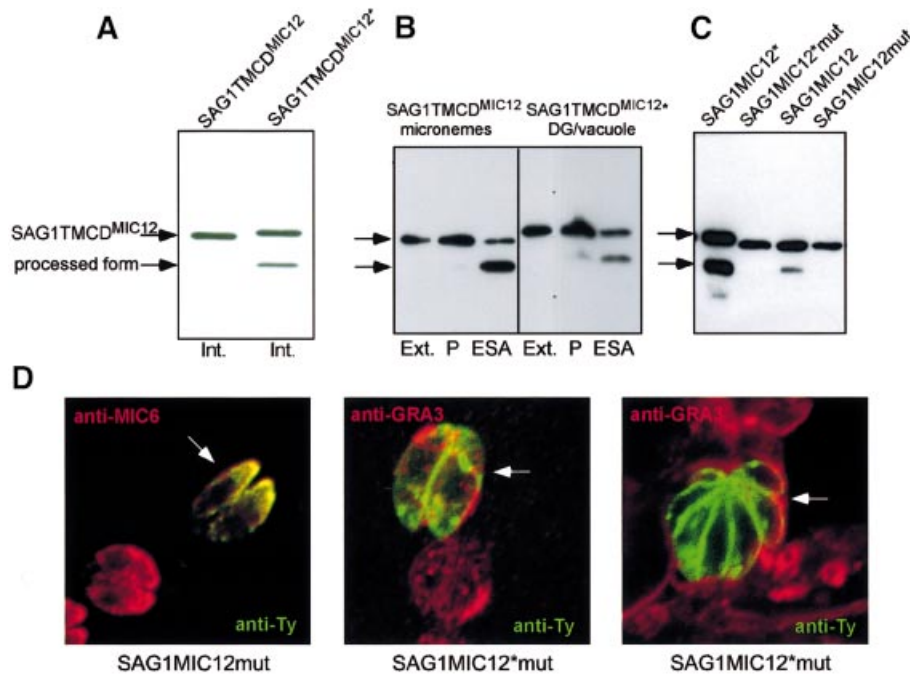 A
SAG1TMCDMIC12
SAG1TMCDMIC12*
B
SAG1TMCDMIC12
micronemes
SAG1TMCDMIC12*
DG/vacuole
C
SAG1MIC12*
SAG1MIC12*mut
SAG1MIC12
SAG1MIC12mut
SAG1TMCDMIC12
processed form
Int.
Int.
Ext. P ESA
Ext. P ESA
D
anti-MIC6
anti-Ty
SAG1MIC12mut
anti-GRA3
anti-Ty
SAG1MIC12*mut
anti-GRA3
anti-Ty
SAG1MIC12*mut